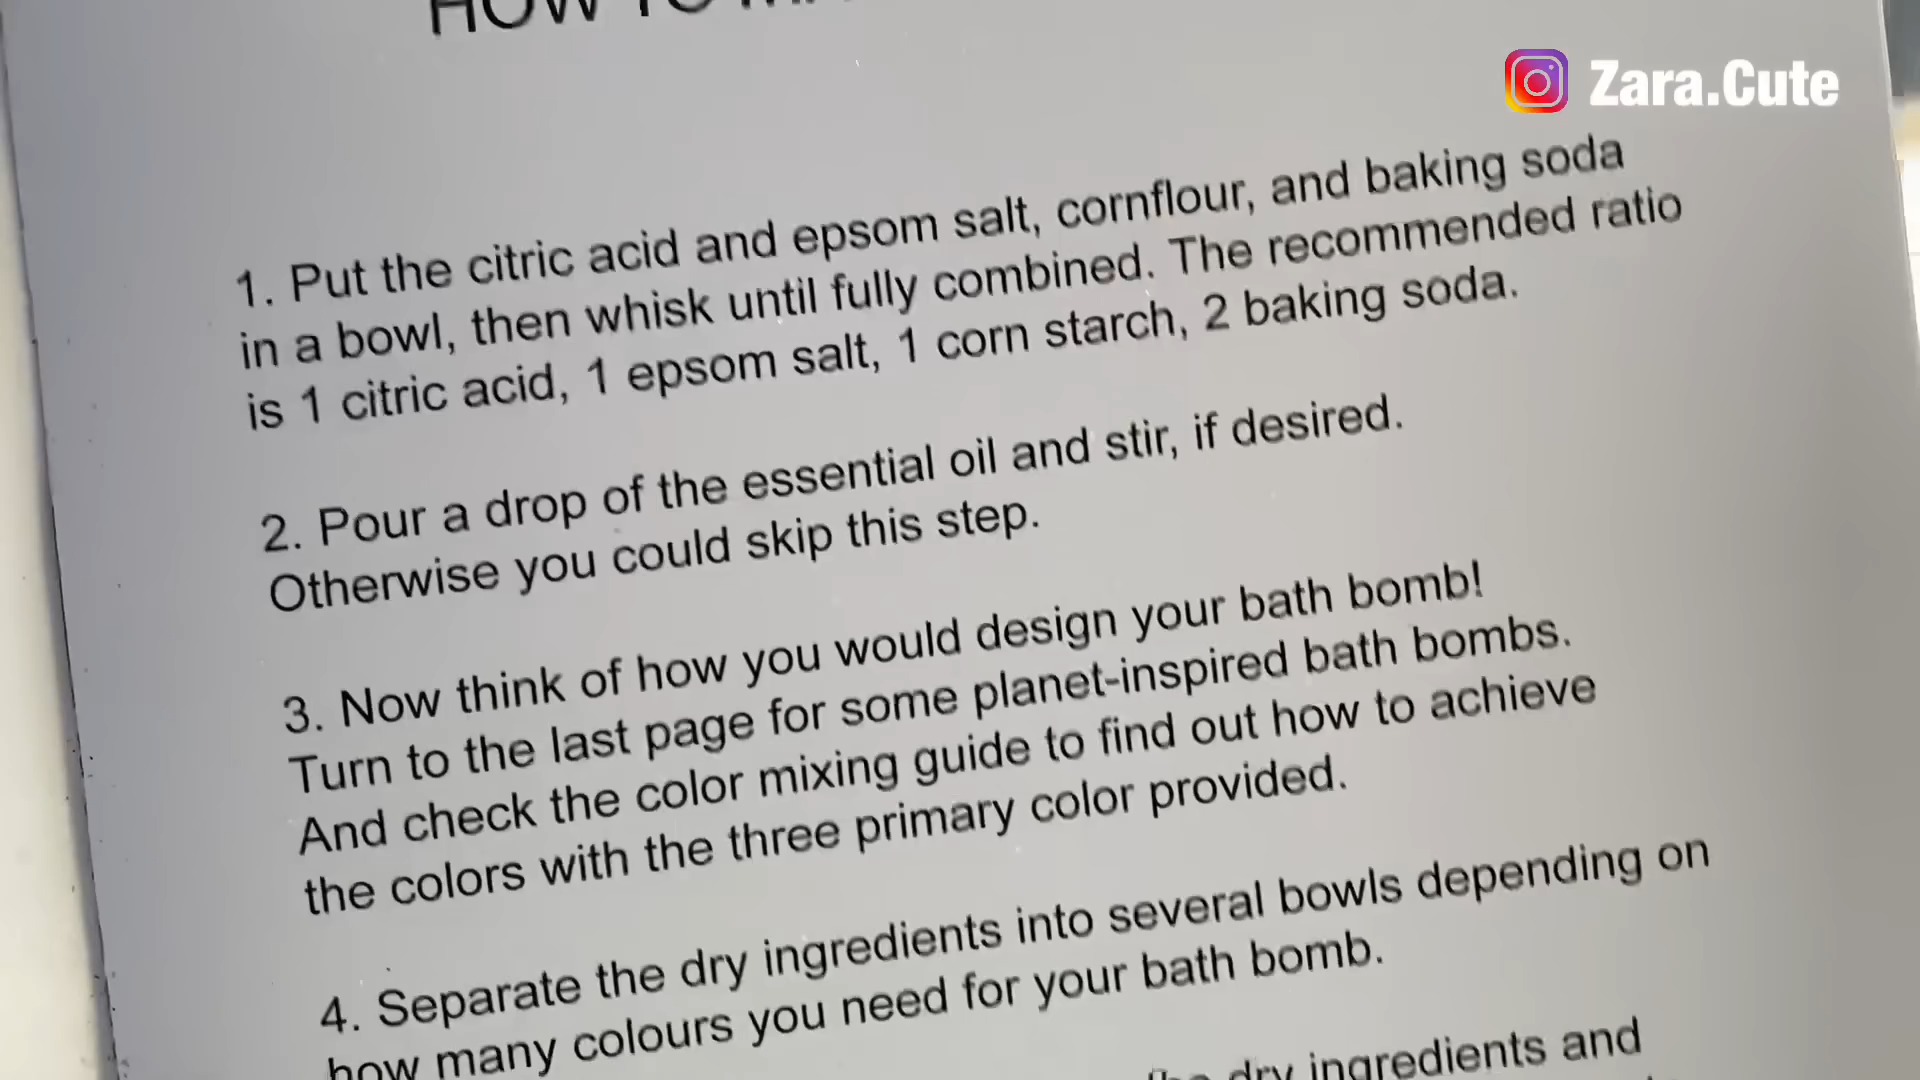 HOW TO
Zara.Cute
1. Put the citric acid and epsom salt, cornflour, and baking soda
in a bowl, then whisk until fully combined. The recommended ratio
is 1 citric acid, 1 epsom salt, 1 corn starch, 2 baking soda.
2. Pour a drop of the essential oil and stir, if desired.
Otherwise you could skip this step.
3. Now think of how you would design your bath bomb!
Turn to the last page for some planet-inspired bath bombs.
And check the color mixing guide to find out how to achieve
the colors with the three primary color provided.
4. Separate the dry ingredients into several bowls depending on
how many colours you need for your bath bomb.
dry ingredients and